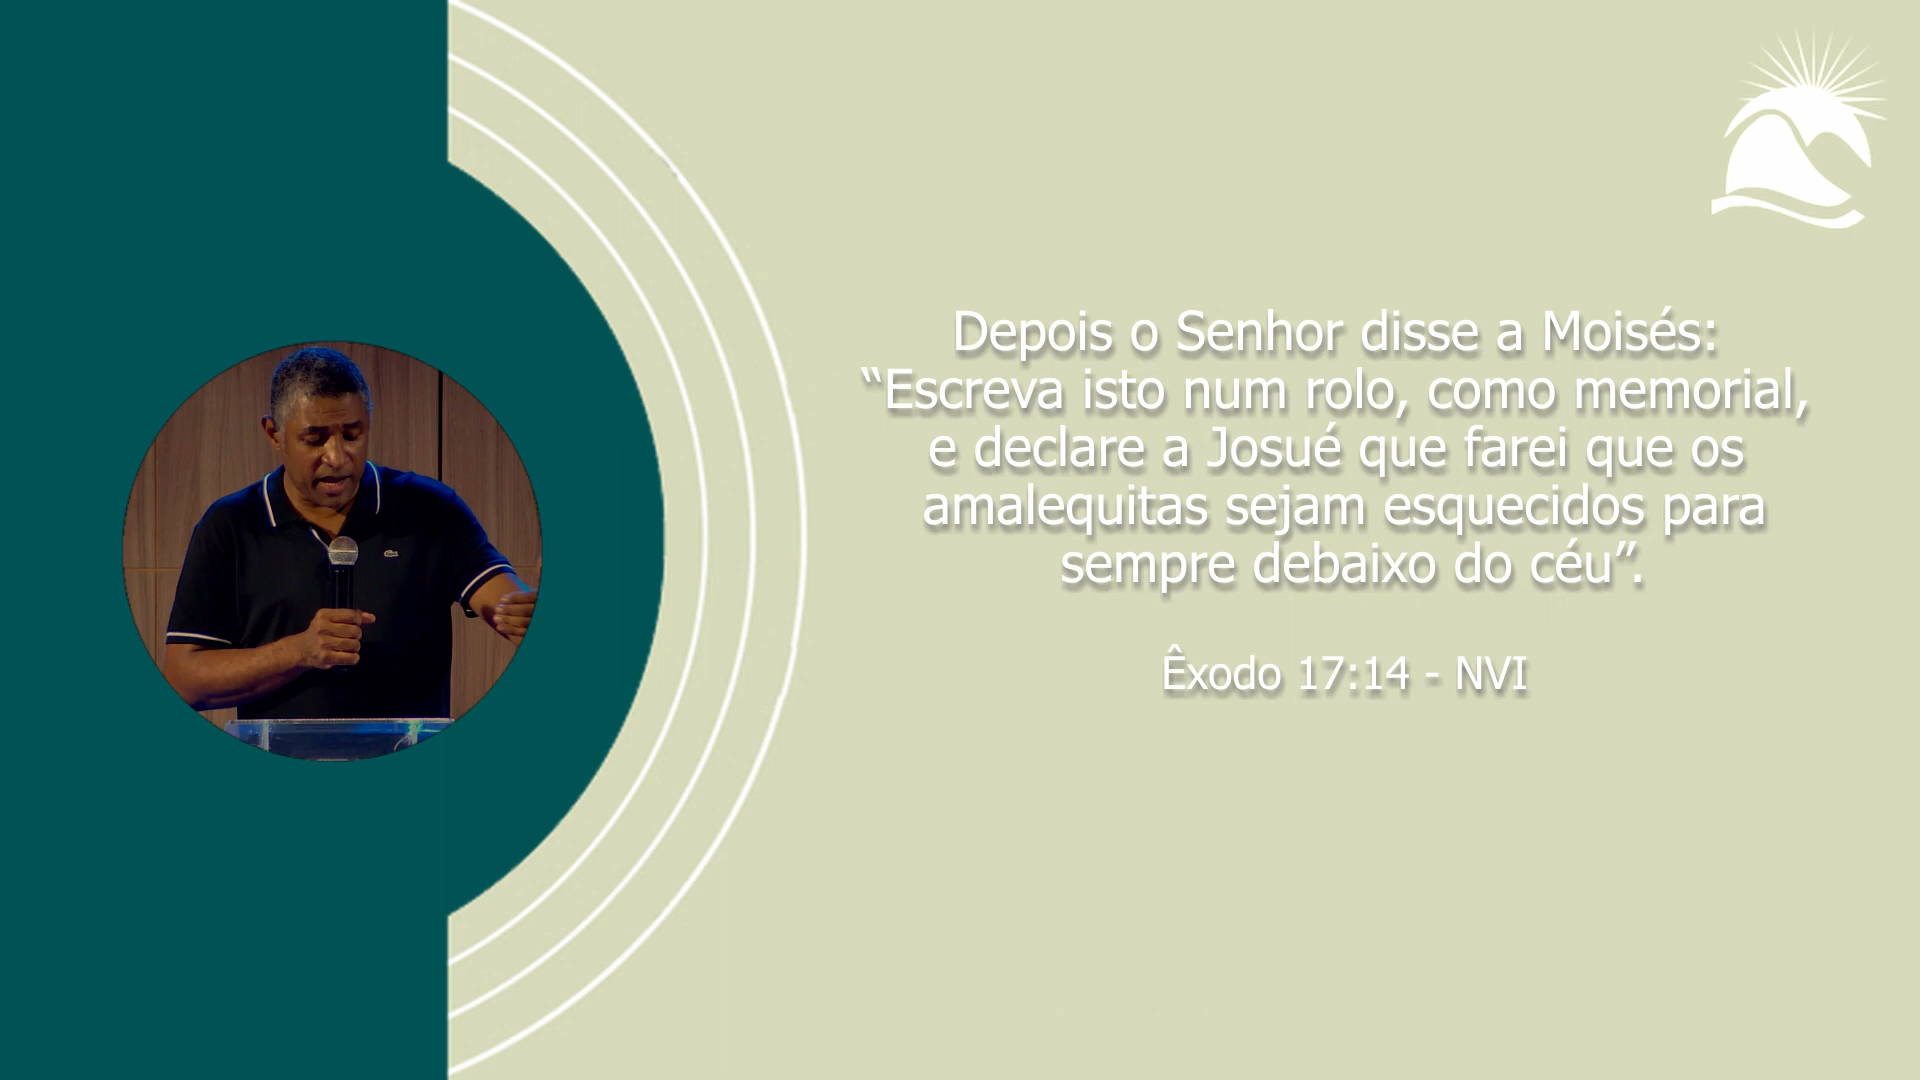 Depois o Senhor disse a Moisés:
“Escreva isto num rolo, como memorial,
e declare a Josué que farei que os
amalequitas sejam esquecidos para
sempre debaixo do céu”.
Êxodo 17:14 - NVI